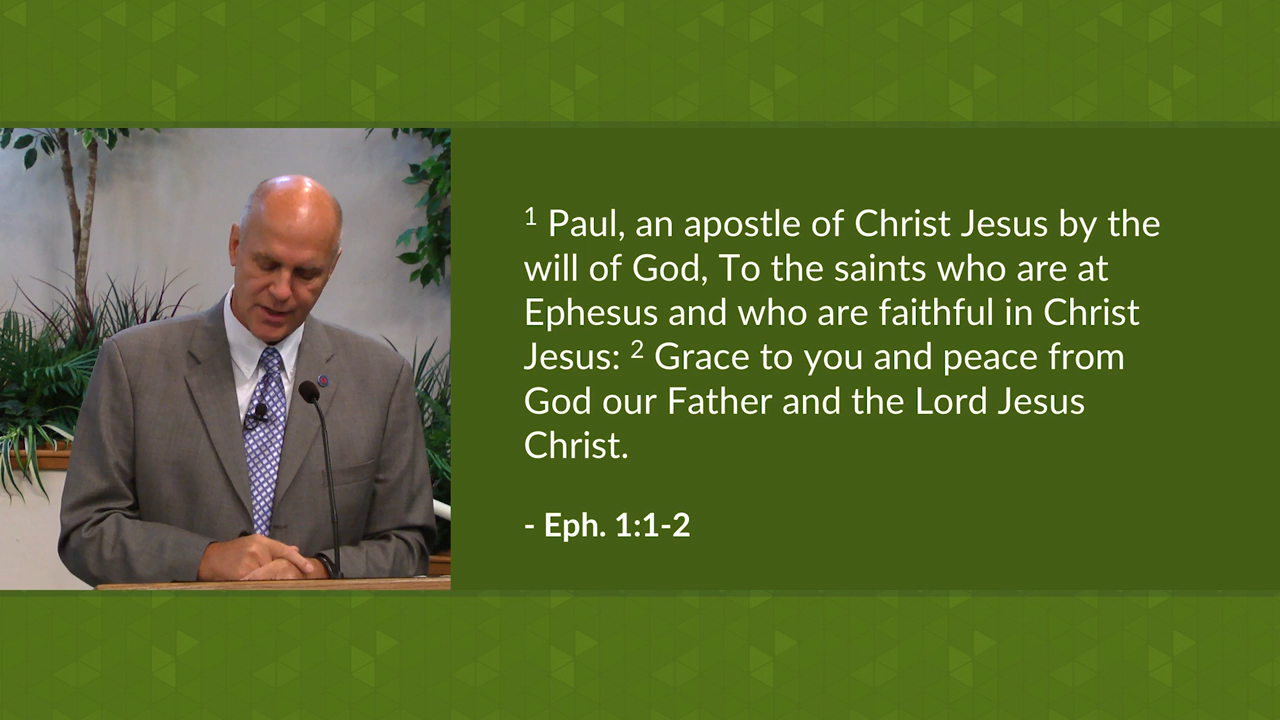 1 Paul, an apostle of Christ Jesus by the
will of God, To the saints who are at
Ephesus and who are faithful in Christ
Jesus: 2 Grace to you and peace from
God our Father and the Lord Jesus
Christ.
- Eph. 1:1-2